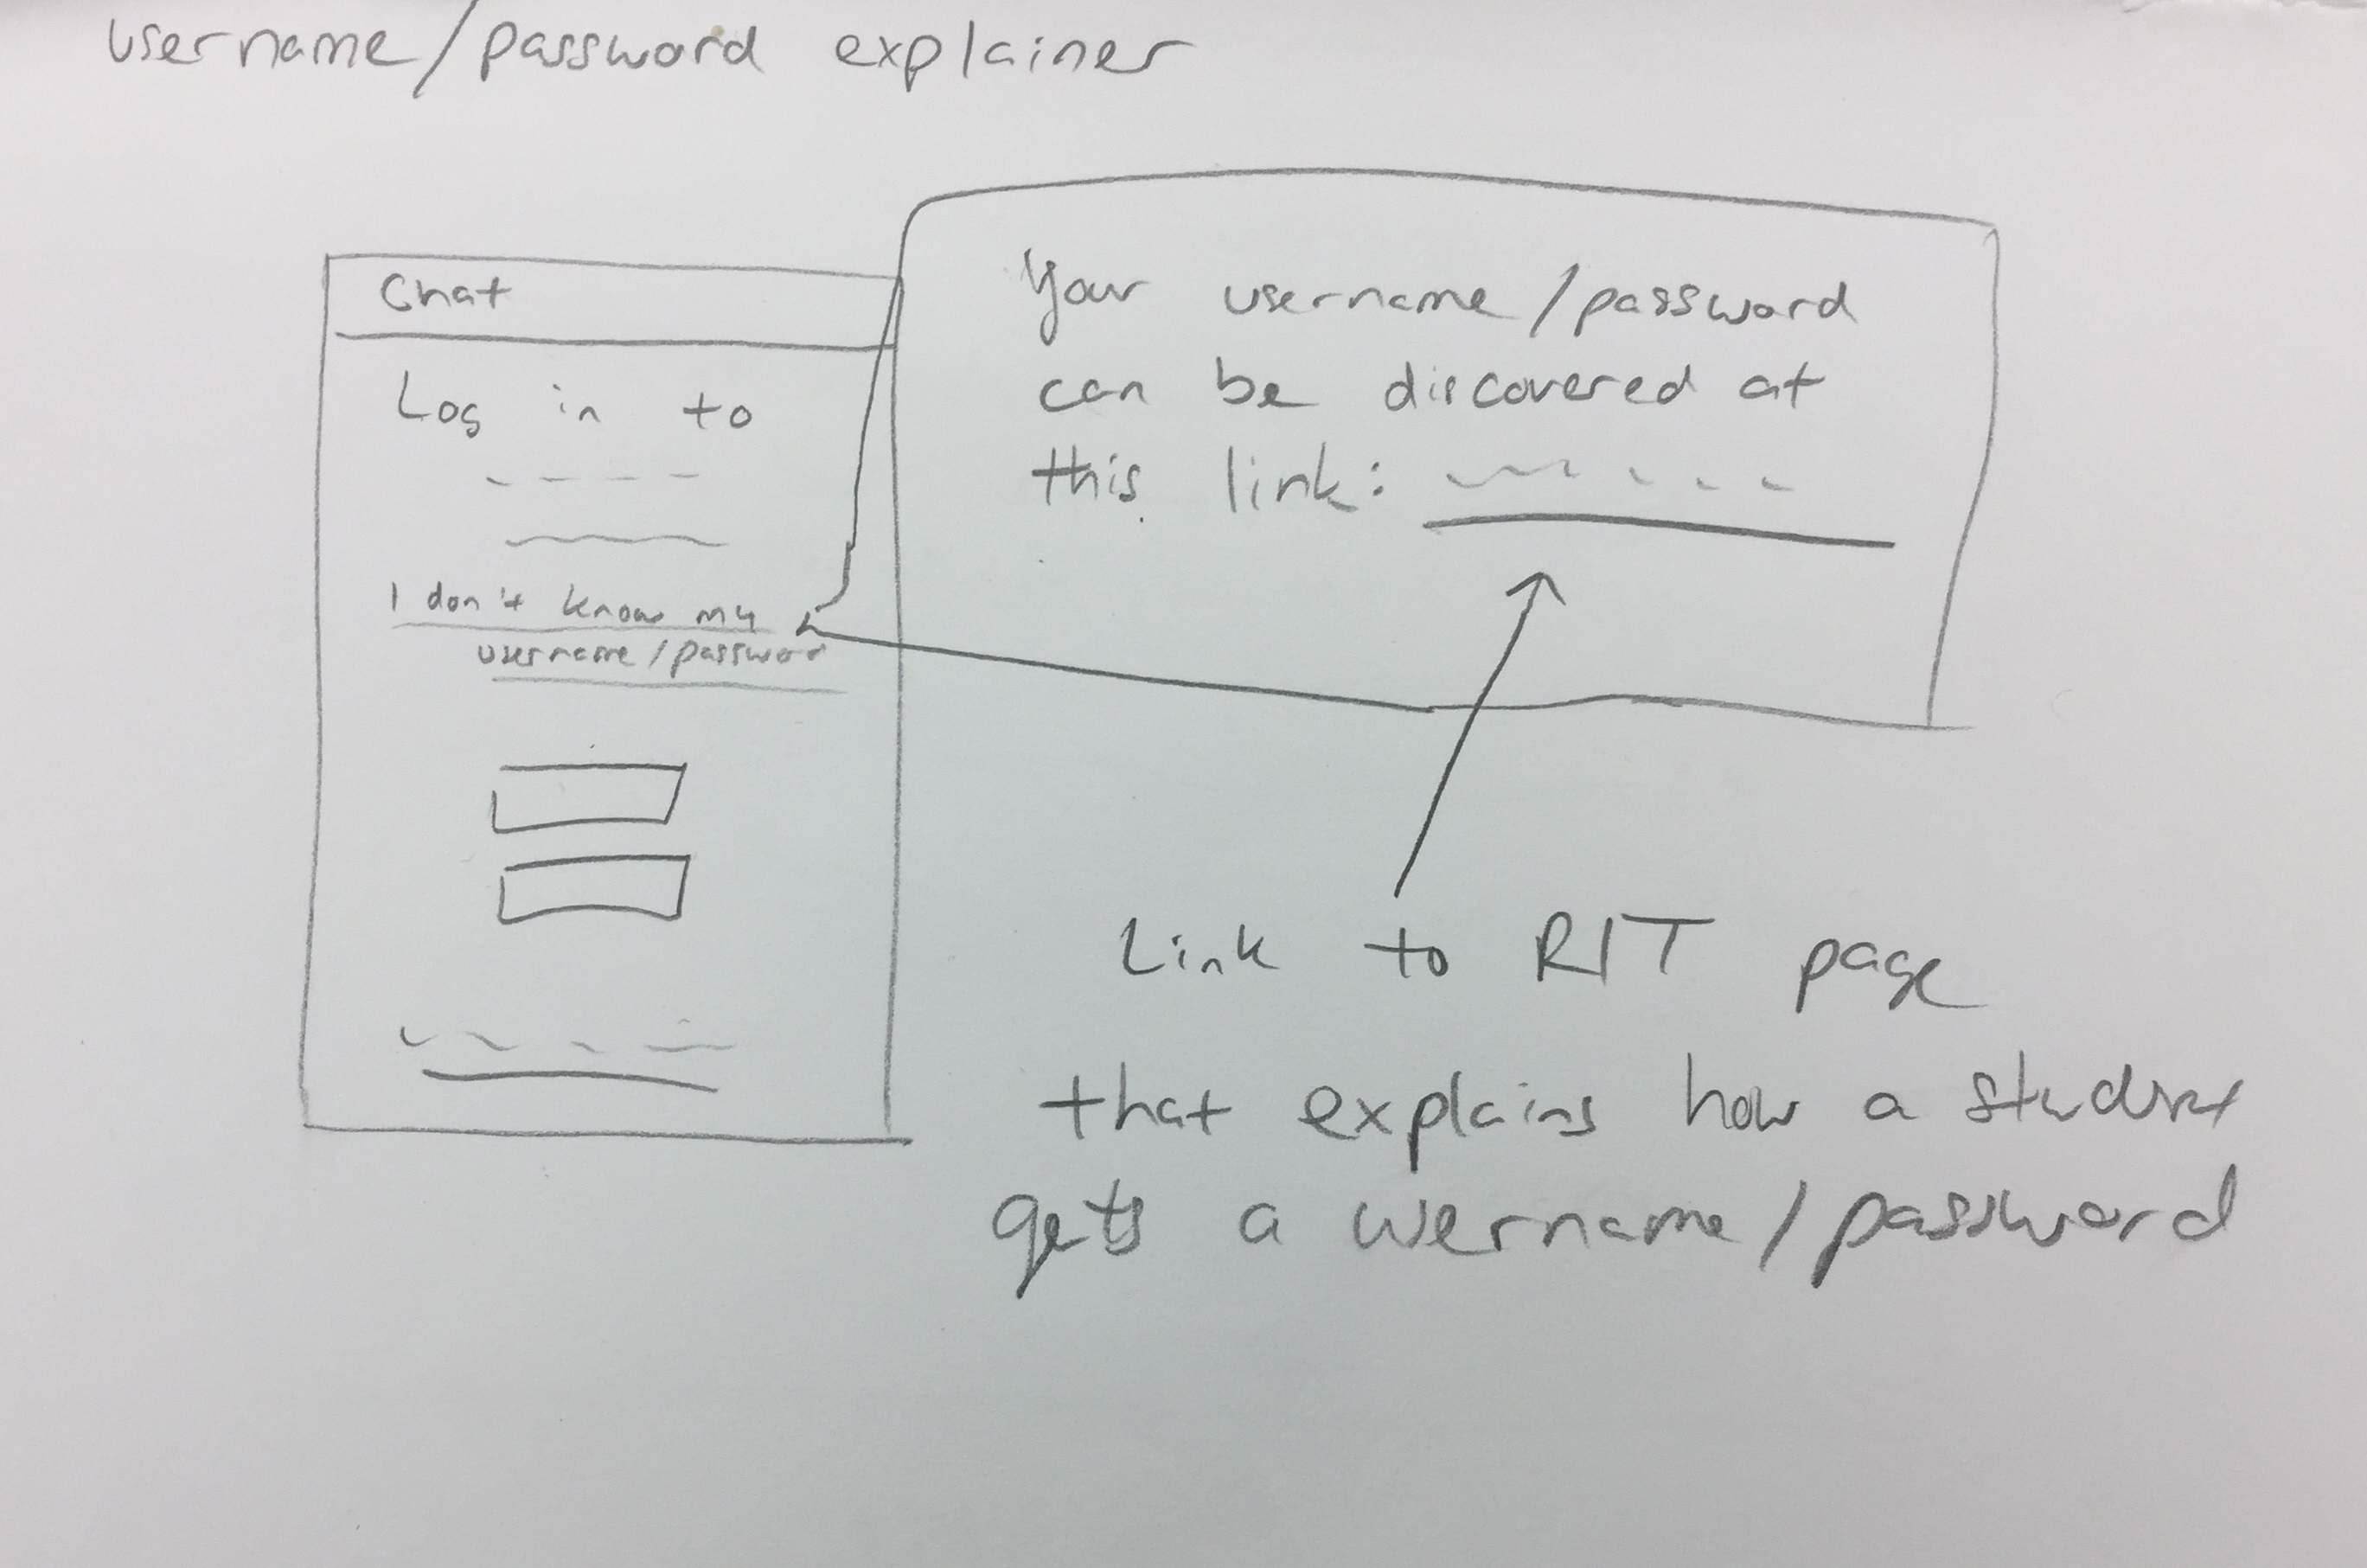 username/password explainer
Chat
Log in to
I don't know my
username/password
Your username/password
can be discovered at
this link:
Link to RIT page
that explains how a student
gets a username/password